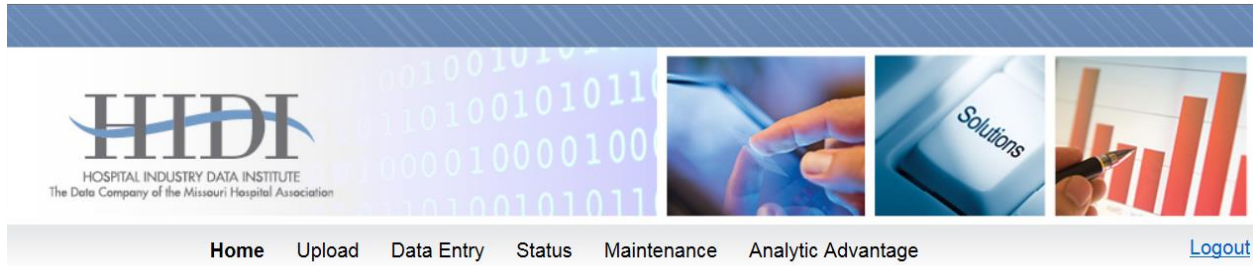 HIDI
HOSPITAL INDUSTRY DATA INSTITUTE
The Data Company of the Missouri Hospital Association
Solutions
Home Upload Data Entry Status Maintenance Analytic Advantage Logout